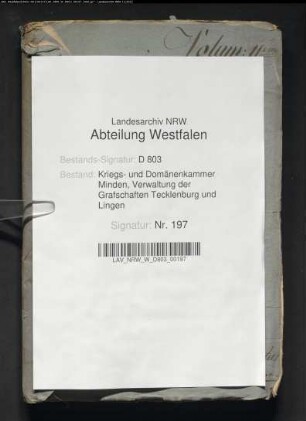 Volum:
Landesarchiv NRW
Abteilung Westfalen
Bestands-Signatur: D 803
Bestand: Kriegs- und Domänenkammer
Minden, Verwaltung der
Grafschaften Tecklenburg und
Lingen
Signatur: Nr. 197
LAV_NRW_W_D803_00197